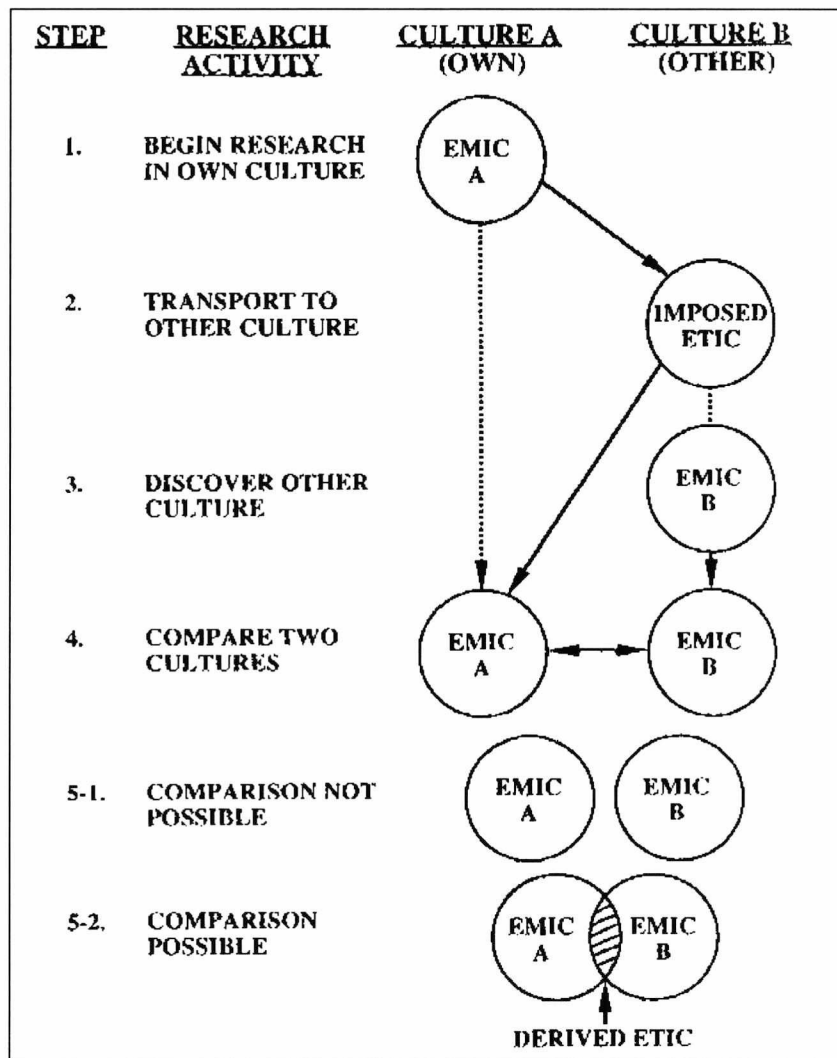 STEP RESEARCH ACTIVITY CULTURE A (OWN) CULTURE B (OTHER)
1. BEGIN RESEARCH
IN OWN CULTURE
EMIC
A
2. TRANSPORT TO
OTHER CULTURE
IMPOSED
ETIC
3. DISCOVER OTHER
CULTURE
EMIC
B
4. COMPARE TWO
CULTURES
EMIC
A
EMIC
B
5-1. COMPARISON NOT
POSSIBLE
EMIC
A
EMIC
B
5-2. COMPARISON
POSSIBLE
EMIC
A
EMIC
B
DERIVED ETIC